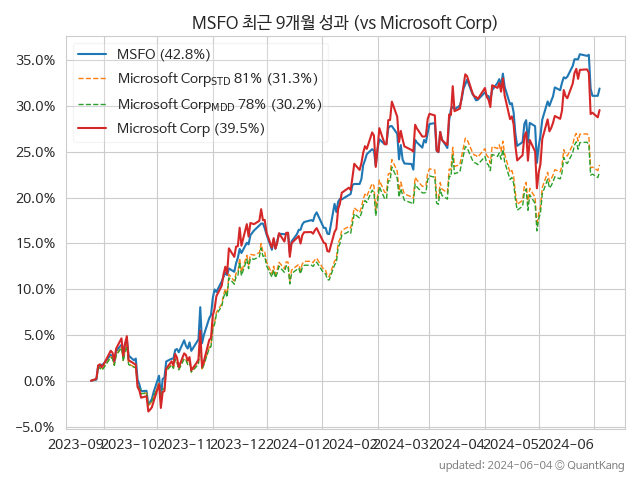 MSFO 최근 9개월 성과 (vs Microsoft Corp)
MSFO (42.8%)
Microsoft CorpSTD 81% (31.3%)
Microsoft CorpMDD 78% (30.2%)
Microsoft Corp (39.5%)
35.0%
30.0%
25.0%
20.0%
15.0%
10.0%
5.0%
0.0%
−5.0%
2023-09 2023-10 2023-11 2023-12 2024-01 2024-02 2024-03 2024-04 2024-05 2024-06
updated: 2024-06-04 © QuantKang